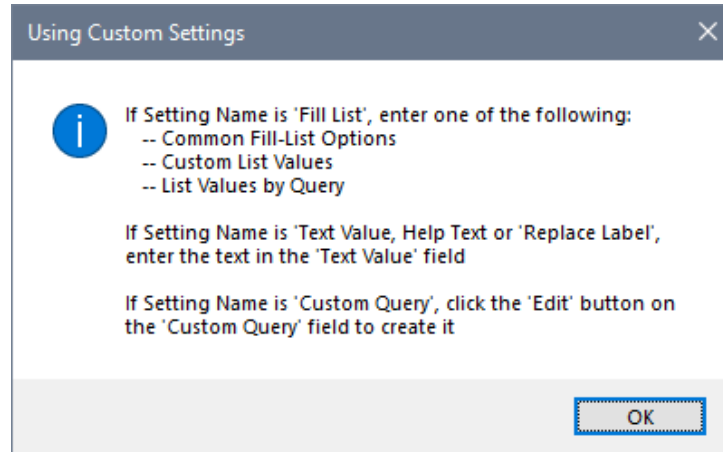 Using Custom Settings
If Setting Name is 'Fill List', enter one of the following:
-- Common Fill-List Options
-- Custom List Values
-- List Values by Query
If Setting Name is 'Text Value, Help Text or 'Replace Label',
enter the text in the 'Text Value' field
If Setting Name is 'Custom Query', click the 'Edit' button on
the 'Custom Query' field to create it
OK